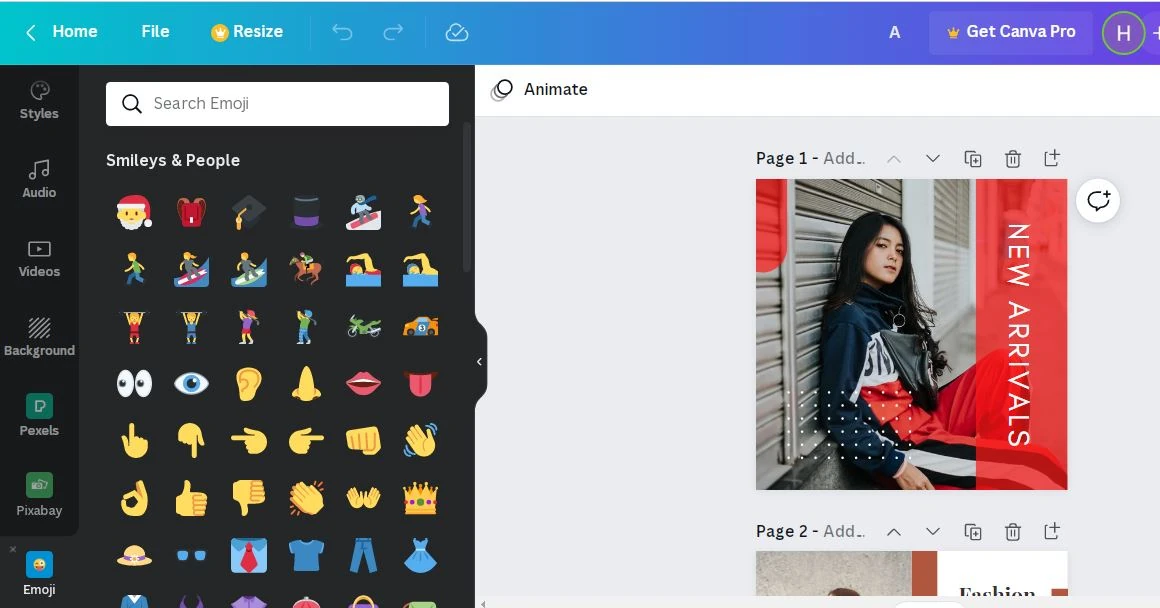 Home File Resize A Get Canva Pro H
Styles
Audio
Videos
Background
Pexels
Pixabay
Emoji
Search Emoji
Smileys & People
Animate
Page 1 - Add...
NEW ARRIVALS
Page 2 - Add...
Fashion